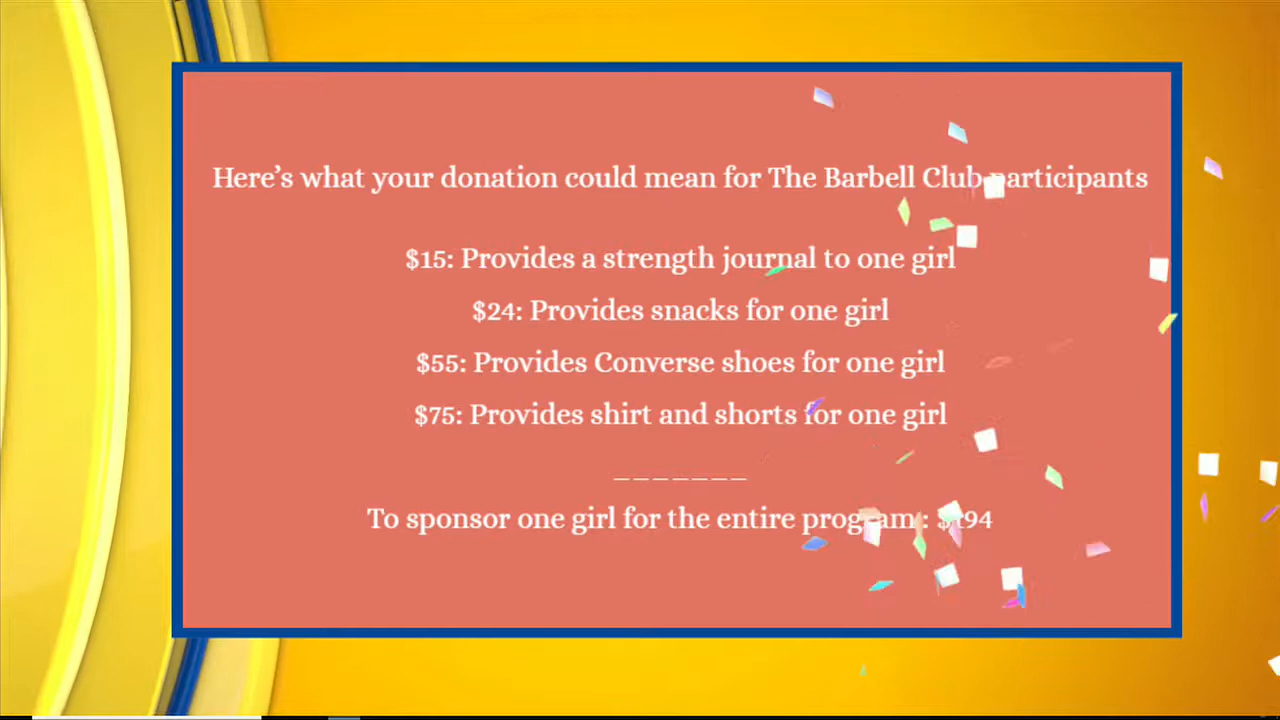 Here's what your donation could mean for The Barbell Club participants
$15: Provides a strength journal to one girl
$24: Provides snacks for one girl
$55: Provides Converse shoes for one girl
$75: Provides shirt and shorts for one girl
_______
To sponsor one girl for the entire program: $194